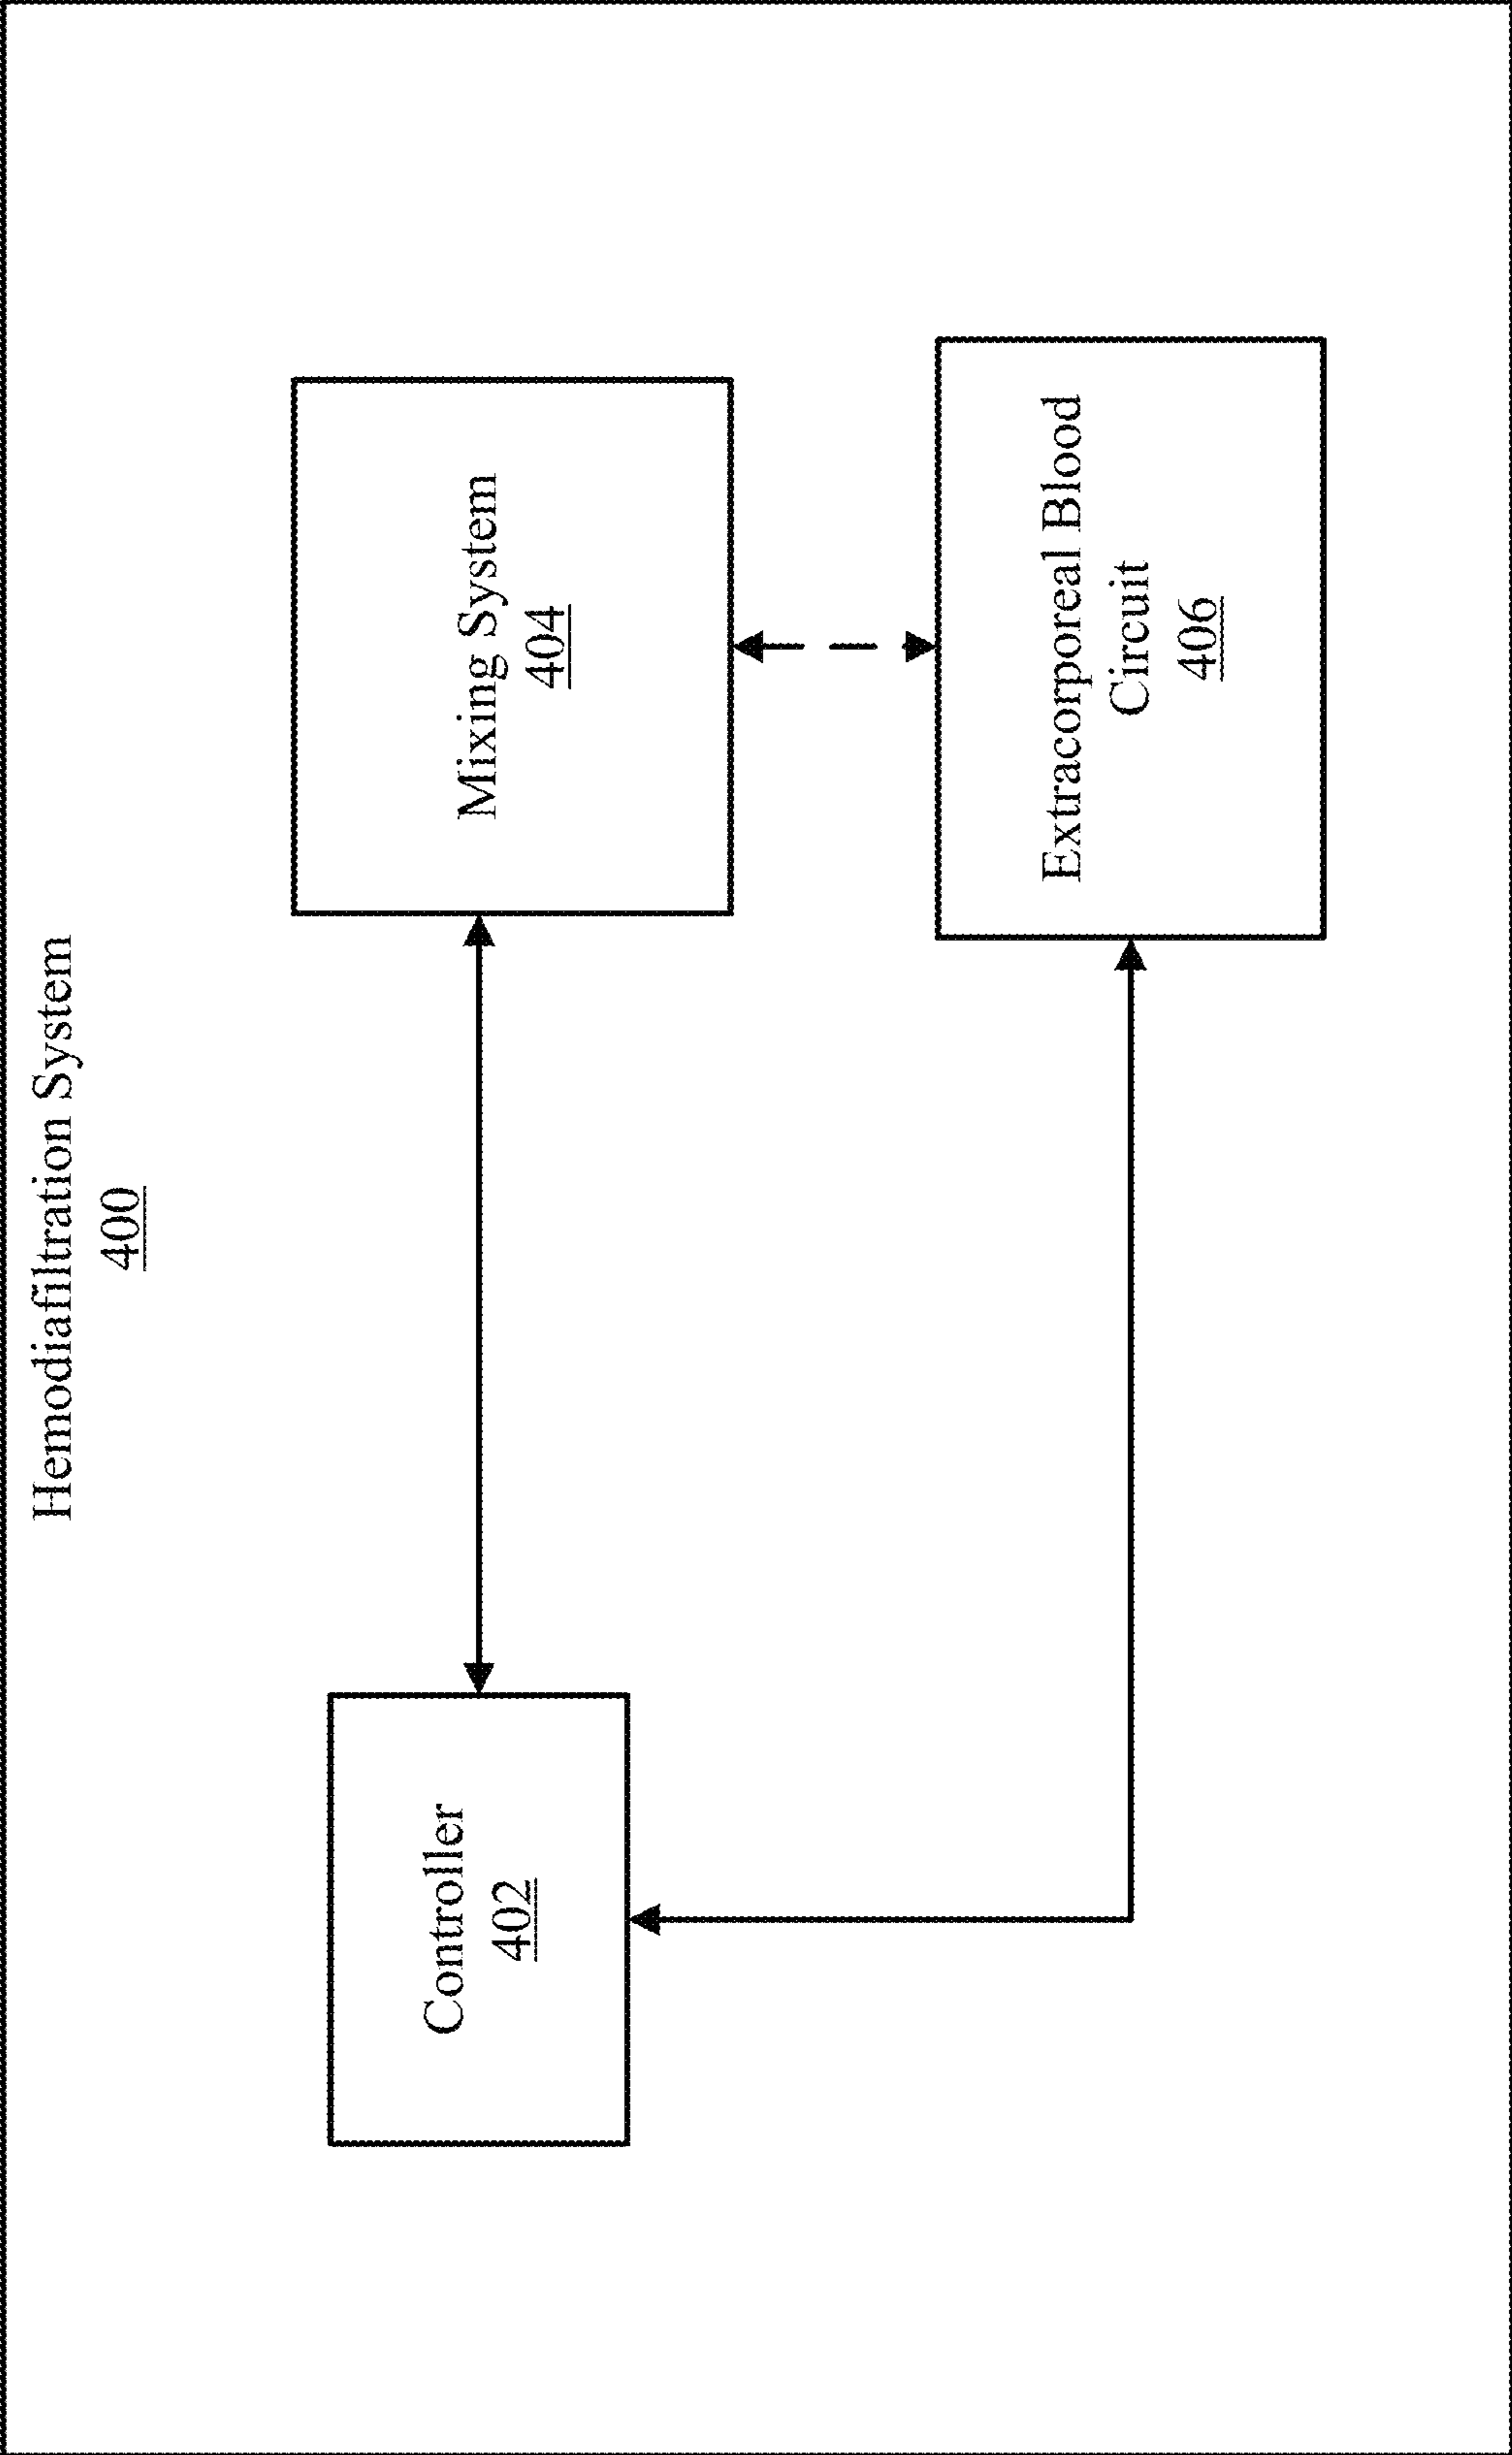 Hemodiafiltration System
400
Controller
402
Mixing System
404
Extracorporeal Blood
Circuit
406